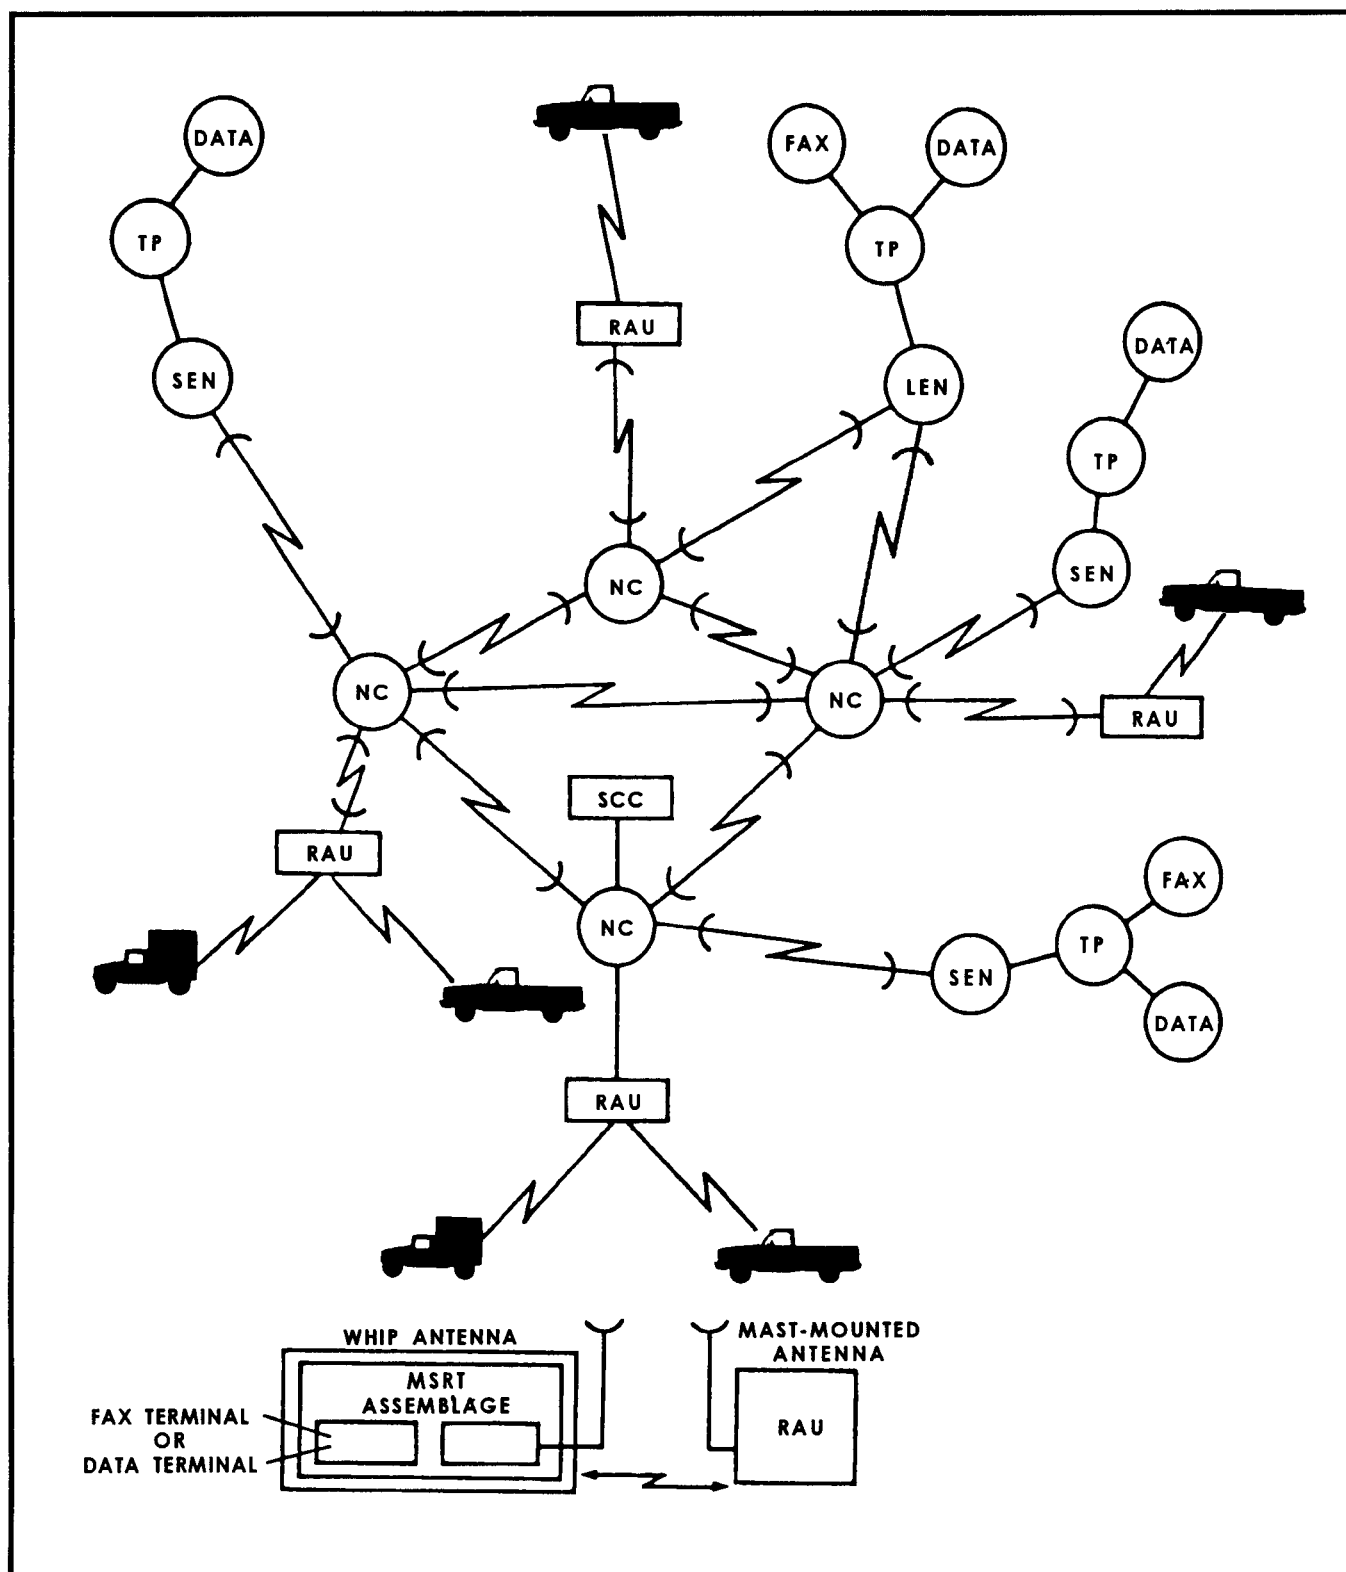 DATA
FAX
DATA
TP
TP
RAU
DATA
SEN
LEN
TP
NC
SEN
NC
NC
RAU
SCC
RAU
FAX
NC
TP
SEN
DATA
RAU
WHIP ANTENNA
MAST-MOUNTED
ANTENNA
MSRT
ASSEMBLAGE
FAX TERMINAL
OR
DATA TERMINAL
RAU